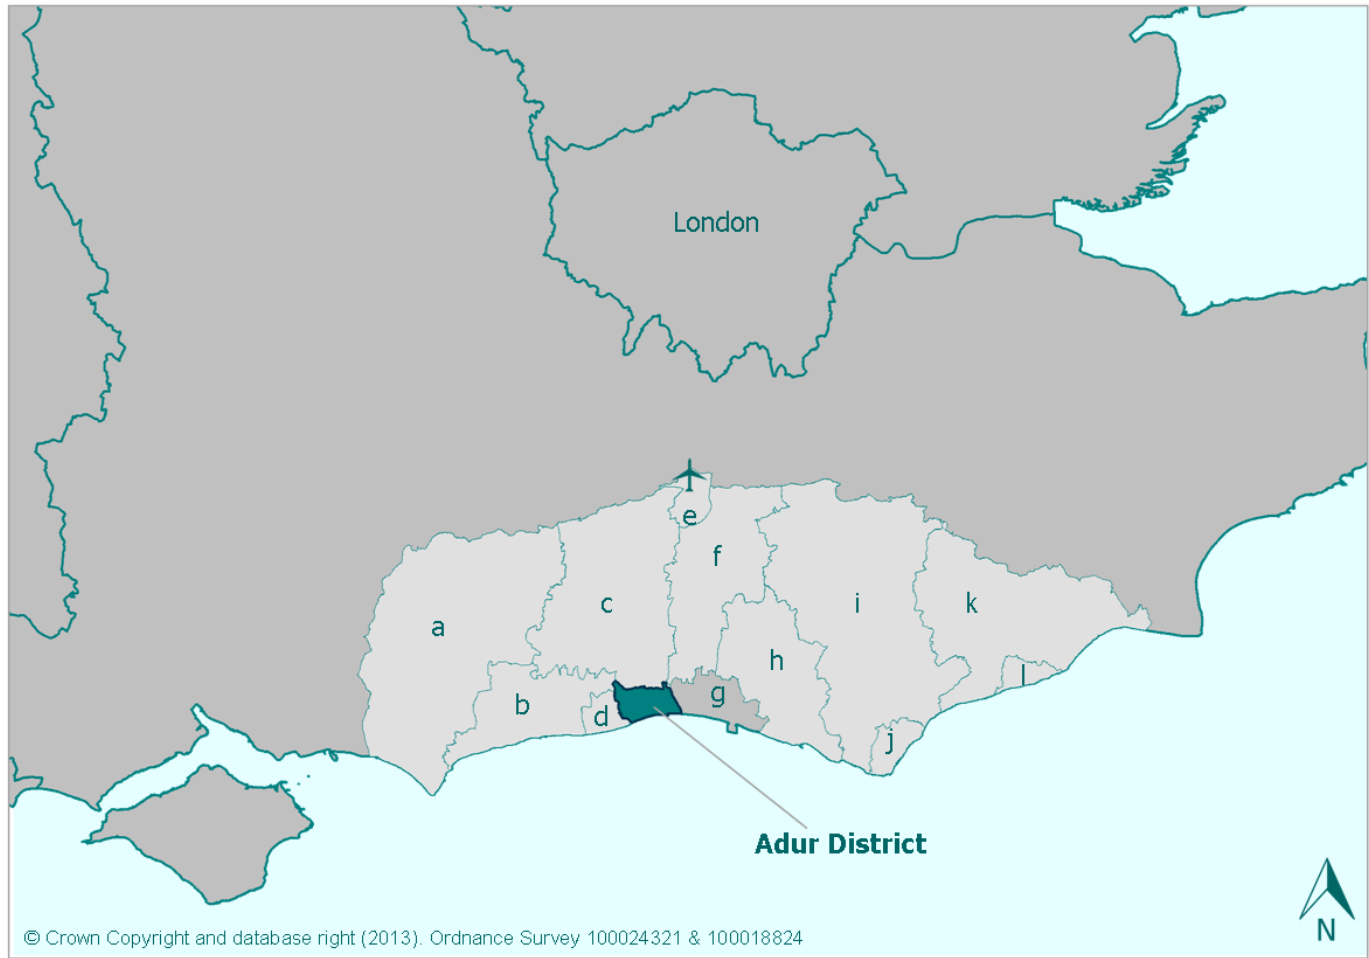 London
e
f
c
i
k
a
h
l
g
b
d
j
Adur District
N
© Crown Copyright and database right (2013). Ordnance Survey 100024321 & 100018824